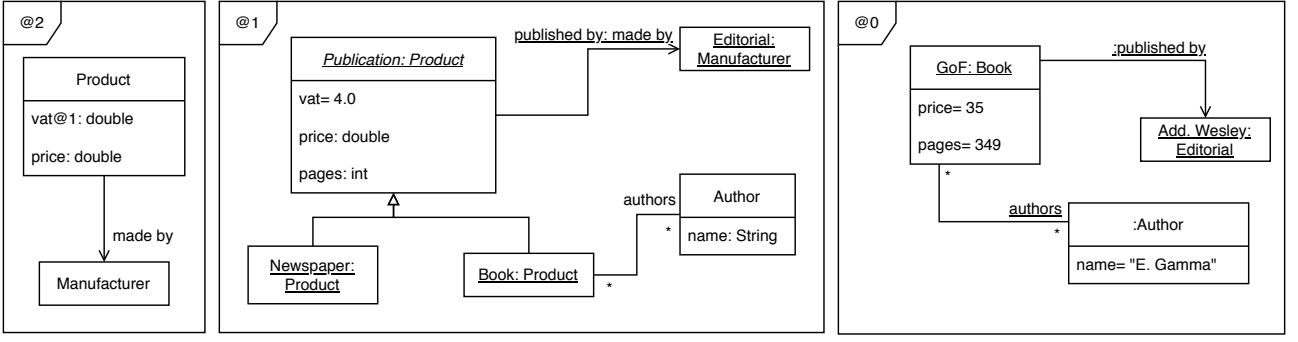 @2
Product
vat@1: double
price: double
made by
Manufacturer
@1
Publication: Product
vat= 4.0
price: double
pages: int
published by: made by
Editorial:
Manufacturer
Newspaper:
Product
Book: Product
*
authors
*
Author
name: String
@0
GoF: Book
price= 35
pages= 349
:published by
Add. Wesley:
Editorial
*
authors
*
:Author
name= "E. Gamma"